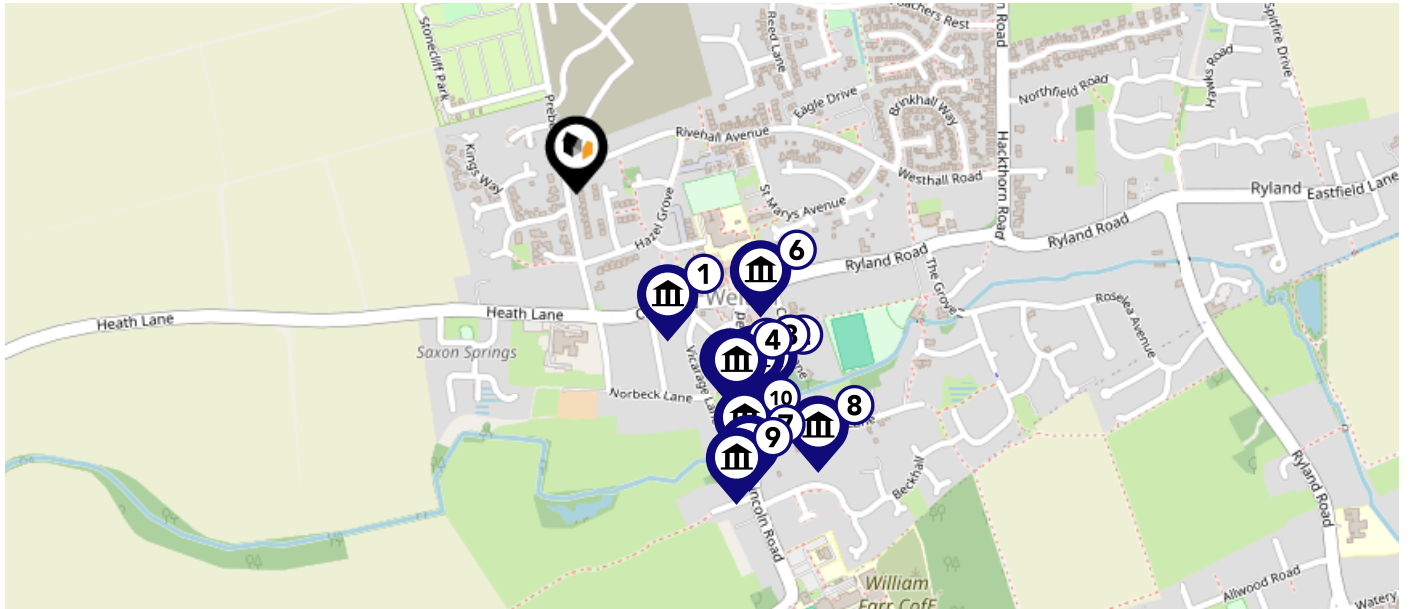 Stonecliff Park
Reed Lane
Road
Spitfire Drive
Hawks Road
Northfield Road
Eagle Drive
Brinkhall Way
Rivehall Avenue
Kings Way
Hackthorn Road
Westhall Road
Ryland
Eastfield Lane
St Marys Avenue
Hazel Grove
Ryland Road
Ryland Road
6
1
The Grove
Heath Lane
Heath Lane
Roselea Avenue
4
3
Saxon Springs
Vicarage Lane
Norbeck Lane
10
8
7
9
Beckhall
Ryland Road
Lincoln Road
William
Farr CofE
Allwood Road
Watery